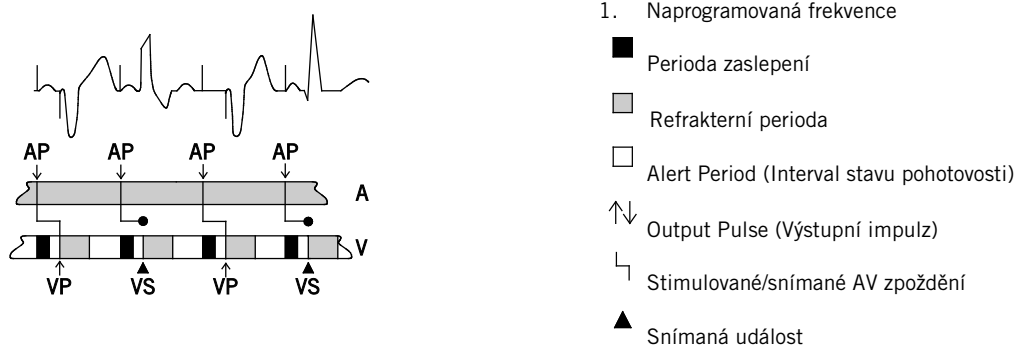 1. Naprogramovaná frekvence
Perioda zaslepení
Refrakterní perioda
Alert Period (Interval stavu pohotovosti)
Output Pulse (Výstupní impulz)
Stimulované/snímané AV zpoždění
Snímaná událost
AP AP AP AP
A
V
VP VS VP VS